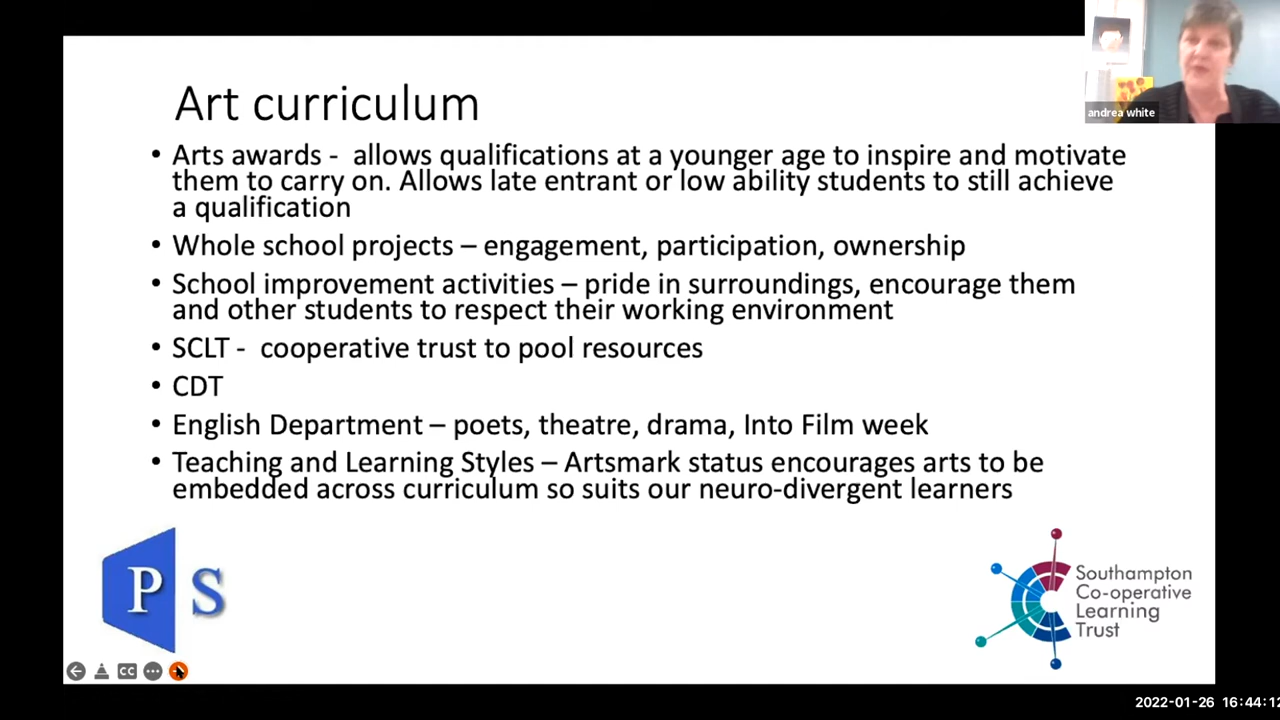 Art curriculum
andrea white
• Arts awards -  allows qualifications at a younger age to inspire and motivate
them to carry on. Allows late entrant or low ability students to still achieve
a qualification
• Whole school projects – engagement, participation, ownership
• School improvement activities – pride in surroundings, encourage them
and other students to respect their working environment
• SCLT -  cooperative trust to pool resources
• CDT
• English Department – poets, theatre, drama, Into Film week
• Teaching and Learning Styles – Artsmark status encourages arts to be
embedded across curriculum so suits our neuro-divergent learners
P S
Southampton
Co-operative
Learning
Trust
CC
2022-01-26 16:44:12